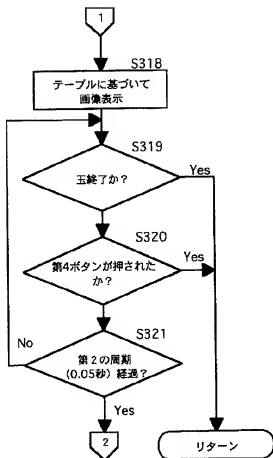 1
S318
テーブルに基づいて
画像表示
S319
玉終了か?
Yes
S320
第4ボタンが押された
か?
Yes
S321
第2の周期
(0.05秒)経過?
No
Yes
2
リターン